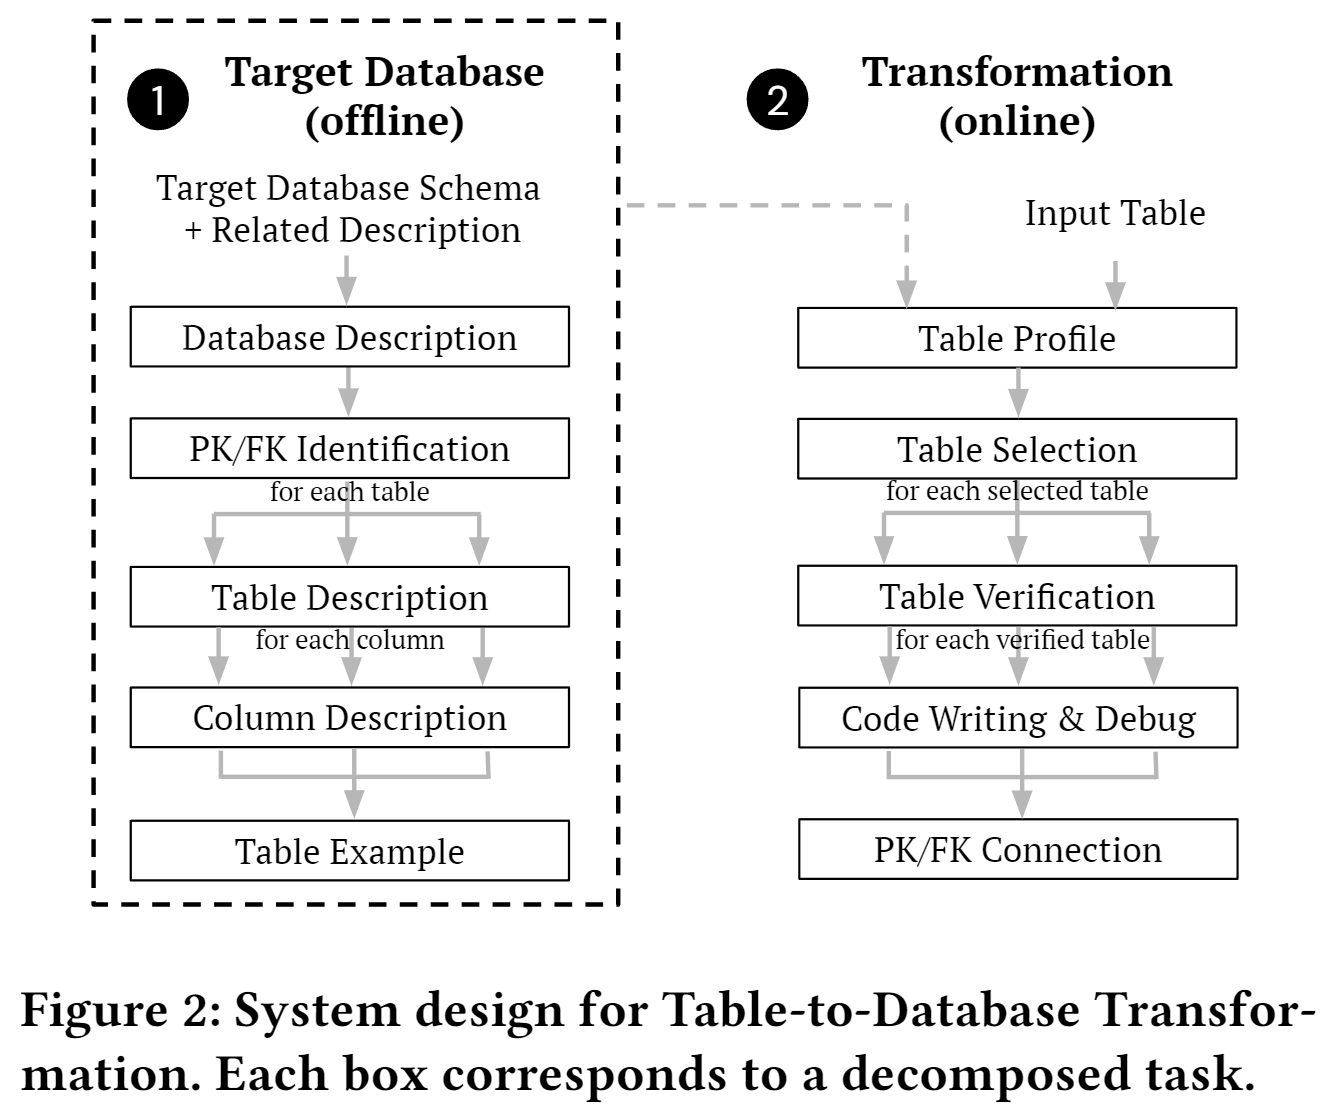 1
Target Database
(offline)
Target Database Schema
+ Related Description
Database Description
PK/FK Identification
for each table
Table Description
for each column
Column Description
Table Example
2
Transformation
(online)
Input Table
Table Profile
Table Selection
for each selected table
Table Verification
for each verified table
Code Writing & Debug
PK/FK Connection
Figure 2: System design for Table-to-Database Transfor-
mation. Each box corresponds to a decomposed task.